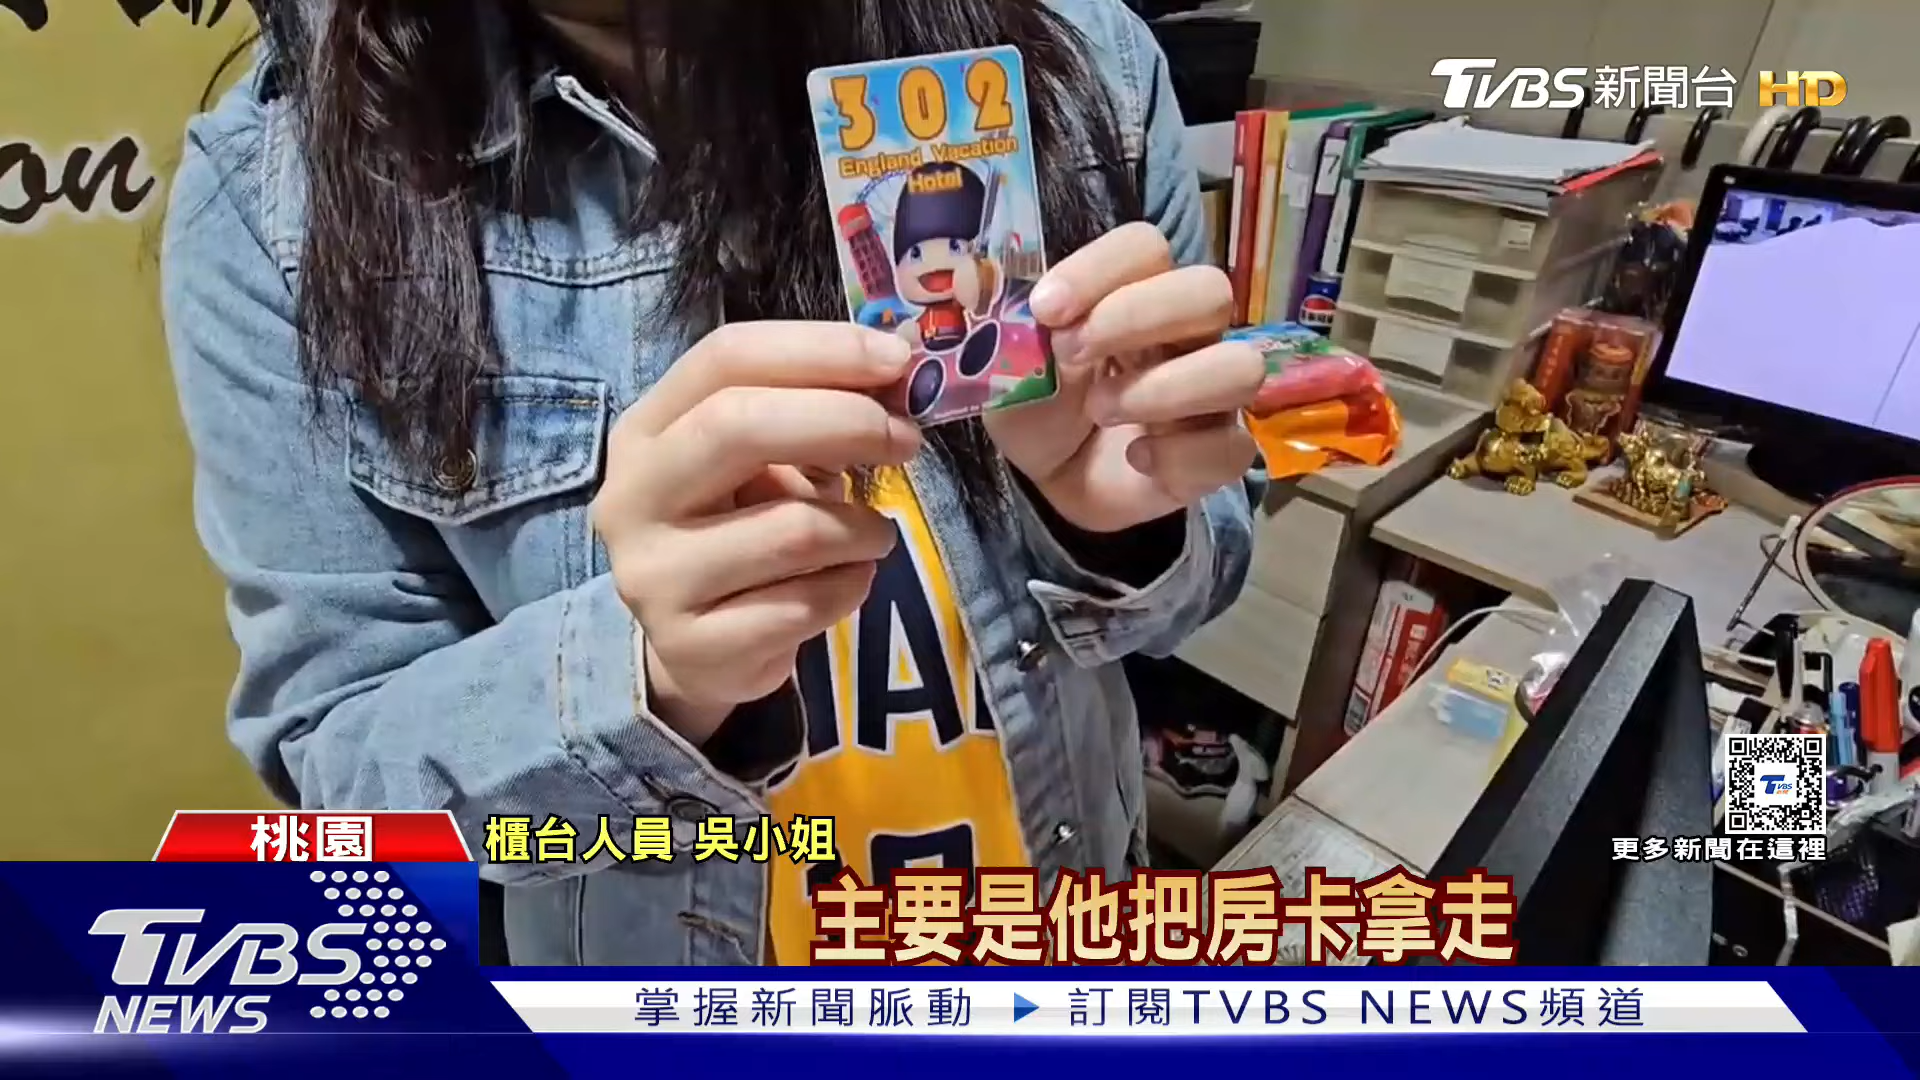 on
TVBS新聞台 HD
302
England Vacation
Hotel
7
桃園
櫃台人員 吳小姐
主要是他把房卡拿走
更多新聞在這裡
TVBS
NEWS
掌握新聞脈動 ▶ 訂閱TVBS NEWS頻道